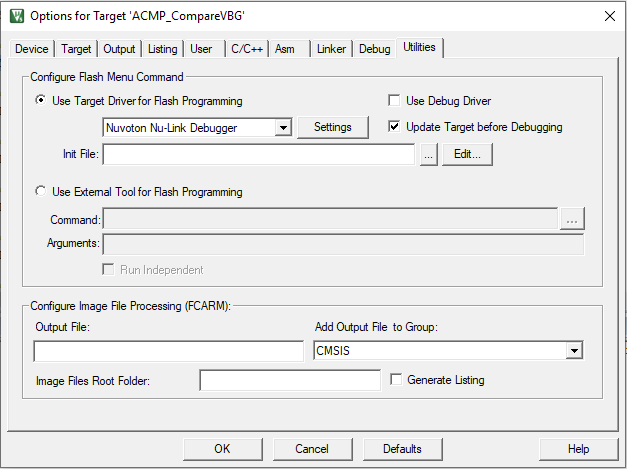 Options for Target 'ACMP_CompareVBG'
Device Target Output Listing User C/C++ Asm Linker Debug Utilities
Configure Flash Menu Command
Use Target Driver for Flash Programming Use Debug Driver
Nuvoton Nu-Link Debugger Settings Update Target before Debugging
Init File: ... Edit...
Use External Tool for Flash Programming
Command: ...
Arguments:
Run Independent
Configure Image File Processing (FCARM):
Output File: Add Output File to Group:
CMSIS
Image Files Root Folder: Generate Listing
OK Cancel Defaults Help